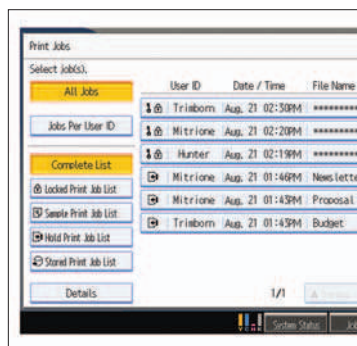 Print Jobs
Select job(s).
All Jobs
Jobs Per User ID
Complete List
Locked Print Job List
Sample Print Job List
Hold Print Job List
Stored Print Job List
Details
User ID Date / Time File Name
Trimborn Aug. 21 02:30PM ********
Mitrione Aug. 21 02:20PM ********
Hunter Aug. 21 02:19PM ********
Mitrione Aug. 21 01:46PM Newslette
Mitrione Aug. 21 01:43PM Proposal
Trimborn Aug. 21 01:43PM Budget
1/1
System Status